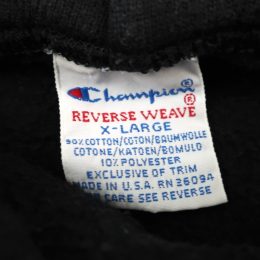 Champion
REVERSE WEAVE
X-LARGE
90% COTTON/COTON/BAUMWOLLE
COTONE/KATOEN/BOMULD
10% POLYESTER
EXCLUSIVE OF TRIM
MADE IN U.S.A. RN 26094
CARE SEE REVERSE